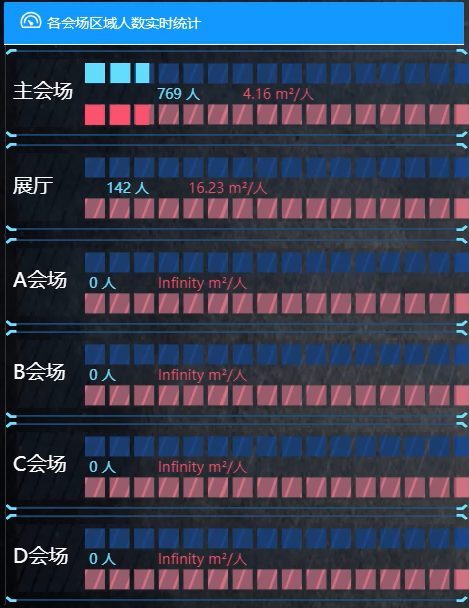 各会场区域人数实时统计
主会场
769 人 4.16 m²/人
展厅
142 人 16.23 m²/人
A会场
0 人 Infinity m²/人
B会场
0 人 Infinity m²/人
C会场
0 人 Infinity m²/人
D会场
0 人 Infinity m²/人